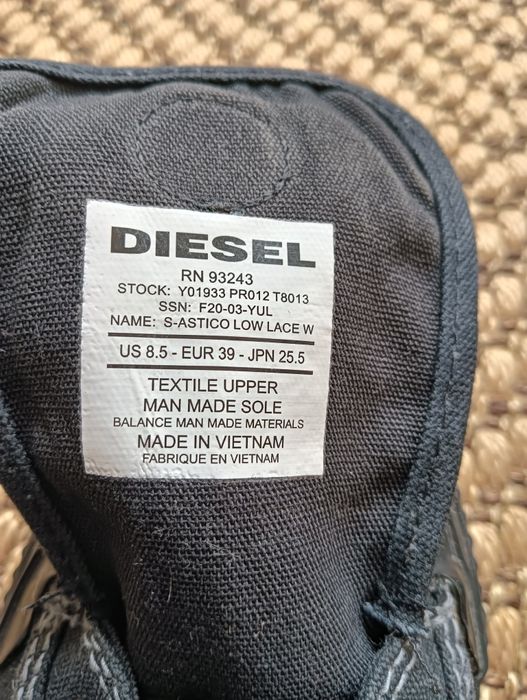 DIESEL
RN 93243
STOCK: Y01933 PR012 T8013
SSN: F20-03-YUL
NAME: S-ASTICO LOW LACE W
US 8.5 - EUR 39 - JPN 25.5
TEXTILE UPPER
MAN MADE SOLE
BALANCE MAN MADE MATERIALS
MADE IN VIETNAM
FABRIQUE EN VIETNAM